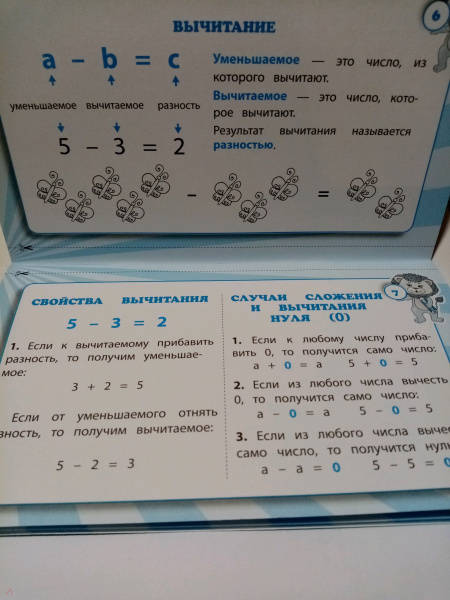 6
ВЫЧИТАНИЕ
a – b = c
уменьшаемое вычитаемое разность
5 – 3 = 2
Уменьшаемое — это число, из
которого вычитают.
Вычитаемое — это число, кото-
рое вычитают.
Результат вычитания называется
разностью.
– =
7
СВОЙСТВА ВЫЧИТАНИЯ
5 – 3 = 2
1. Если к вычитаемому прибавить
разность, то получим уменьшае-
мое:
3 + 2 = 5
Если от уменьшаемого отнять
зность, то получим вычитаемое:
5 – 2 = 3
СЛУЧАИ СЛОЖЕНИЯ
И ВЫЧИТАНИЯ
НУЛЯ (0)
1. Если к любому числу приба-
вить 0, то получится само число:
a + 0 = a 5 + 0 = 5
2. Если из любого числа вычесть
0, то получится само число:
a – 0 = a 5 – 0 = 5
3. Если из любого числа вычес
само число, то получится нуль
a – a = 0 5 – 5 = 0